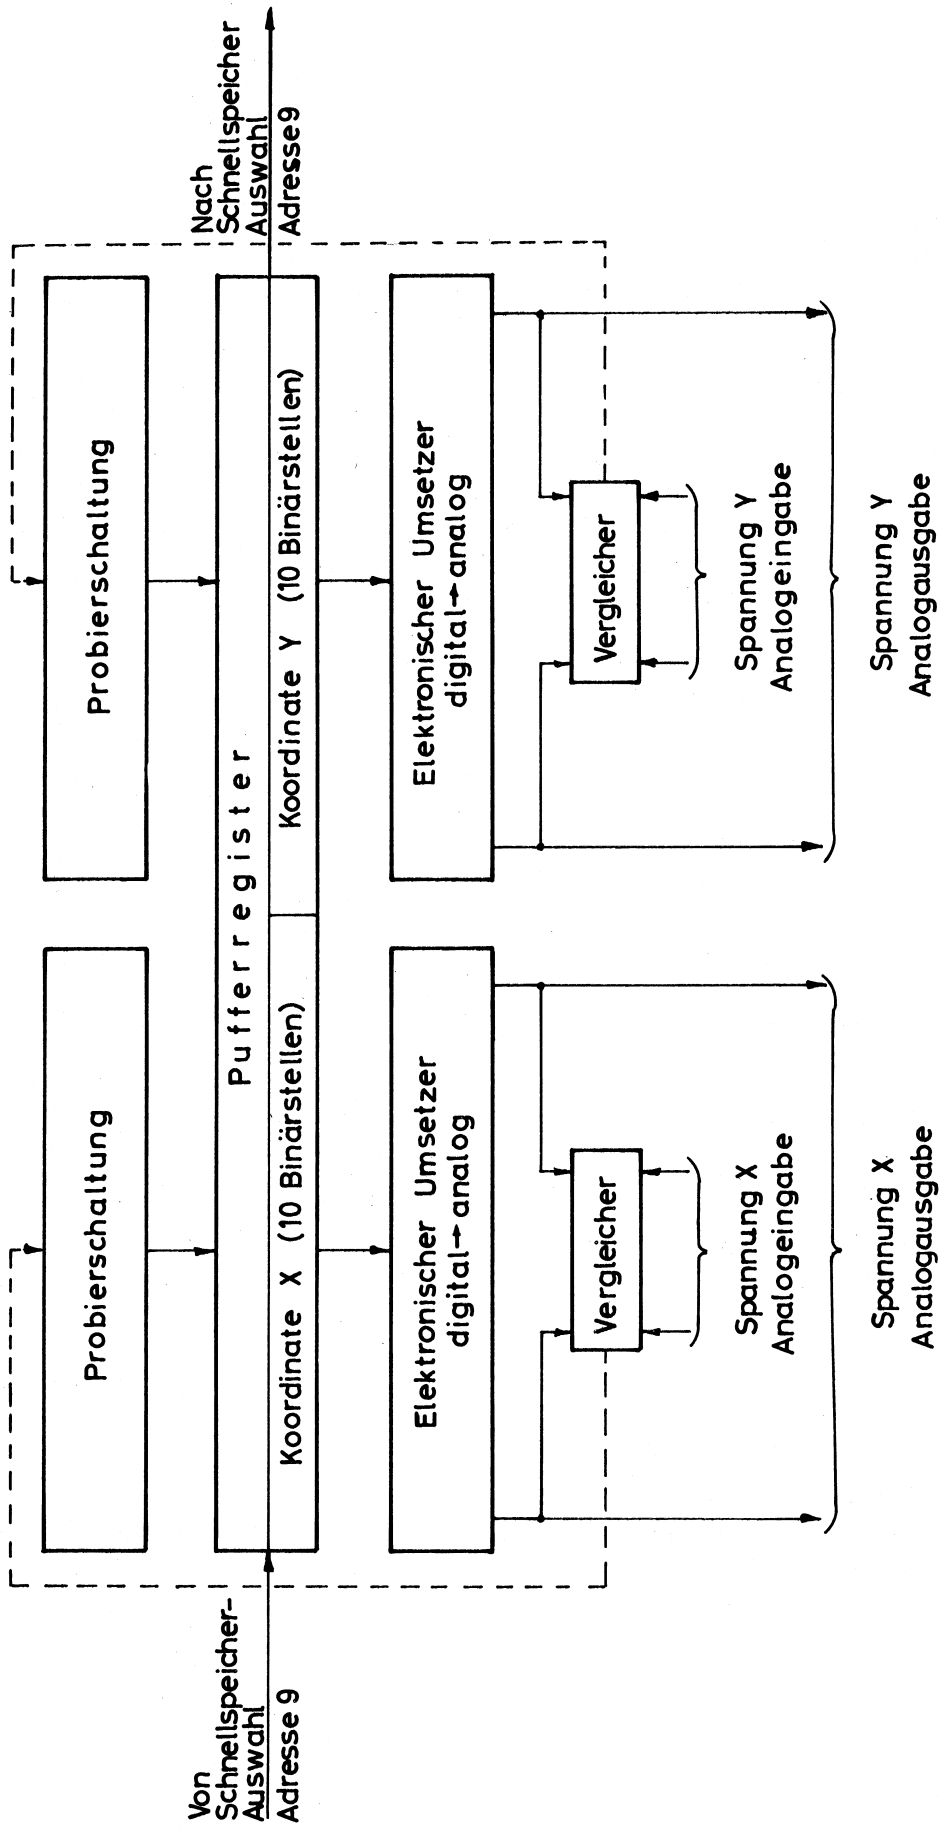 Probierschaltung
Probierschaltung
Von
Schnellspeicher-
Auswahl
Adresse 9
Pufferregister
Koordinate X (10 Binärstellen)
Koordinate Y (10 Binärstellen)
Nach
Schnellspeicher
Auswahl
Adresse 9
Elektronischer Umsetzer
digital→analog
Elektronischer Umsetzer
digital→analog
Vergleicher
Vergleicher
Spannung X
Analogeingabe
Spannung Y
Analogeingabe
Spannung X
Analogausgabe
Spannung Y
Analogausgabe